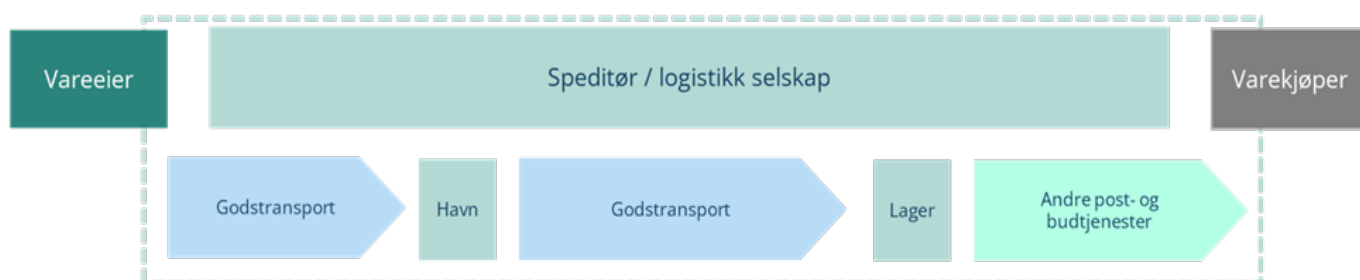 Vareeier
Speditør / logistikk selskap
Varekjøper
Godstransport
Havn
Godstransport
Lager
Andre post- og
budtjenester